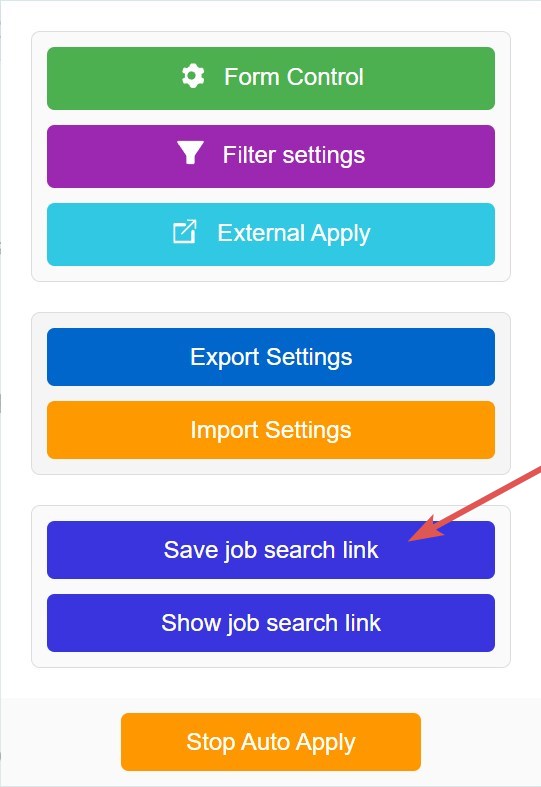 Form Control
Filter settings
External Apply
Export Settings
Import Settings
Save job search link
Show job search link
Stop Auto Apply